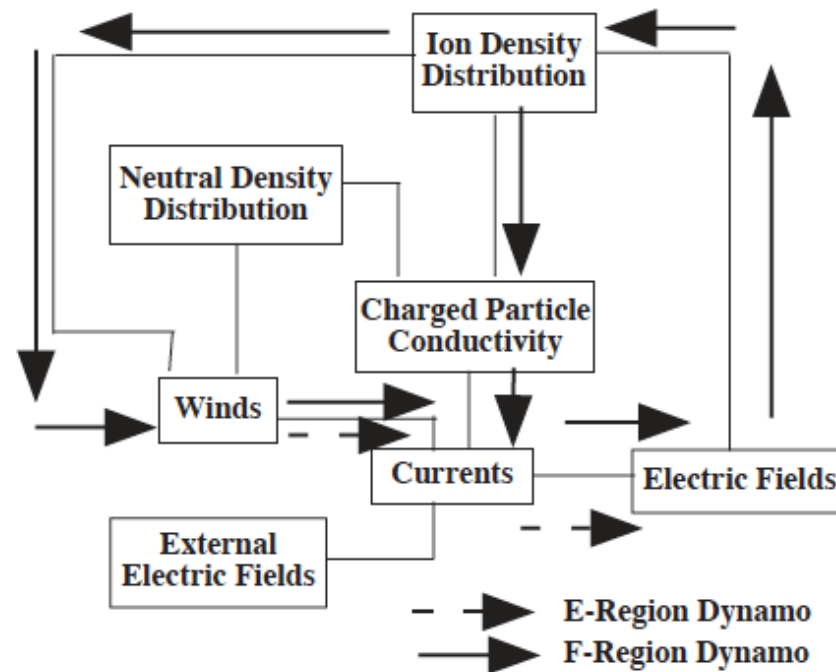 Ion Density
Distribution
Neutral Density
Distribution
Charged Particle
Conductivity
Winds
Currents
Electric Fields
External
Electric Fields
E-Region Dynamo
F-Region Dynamo